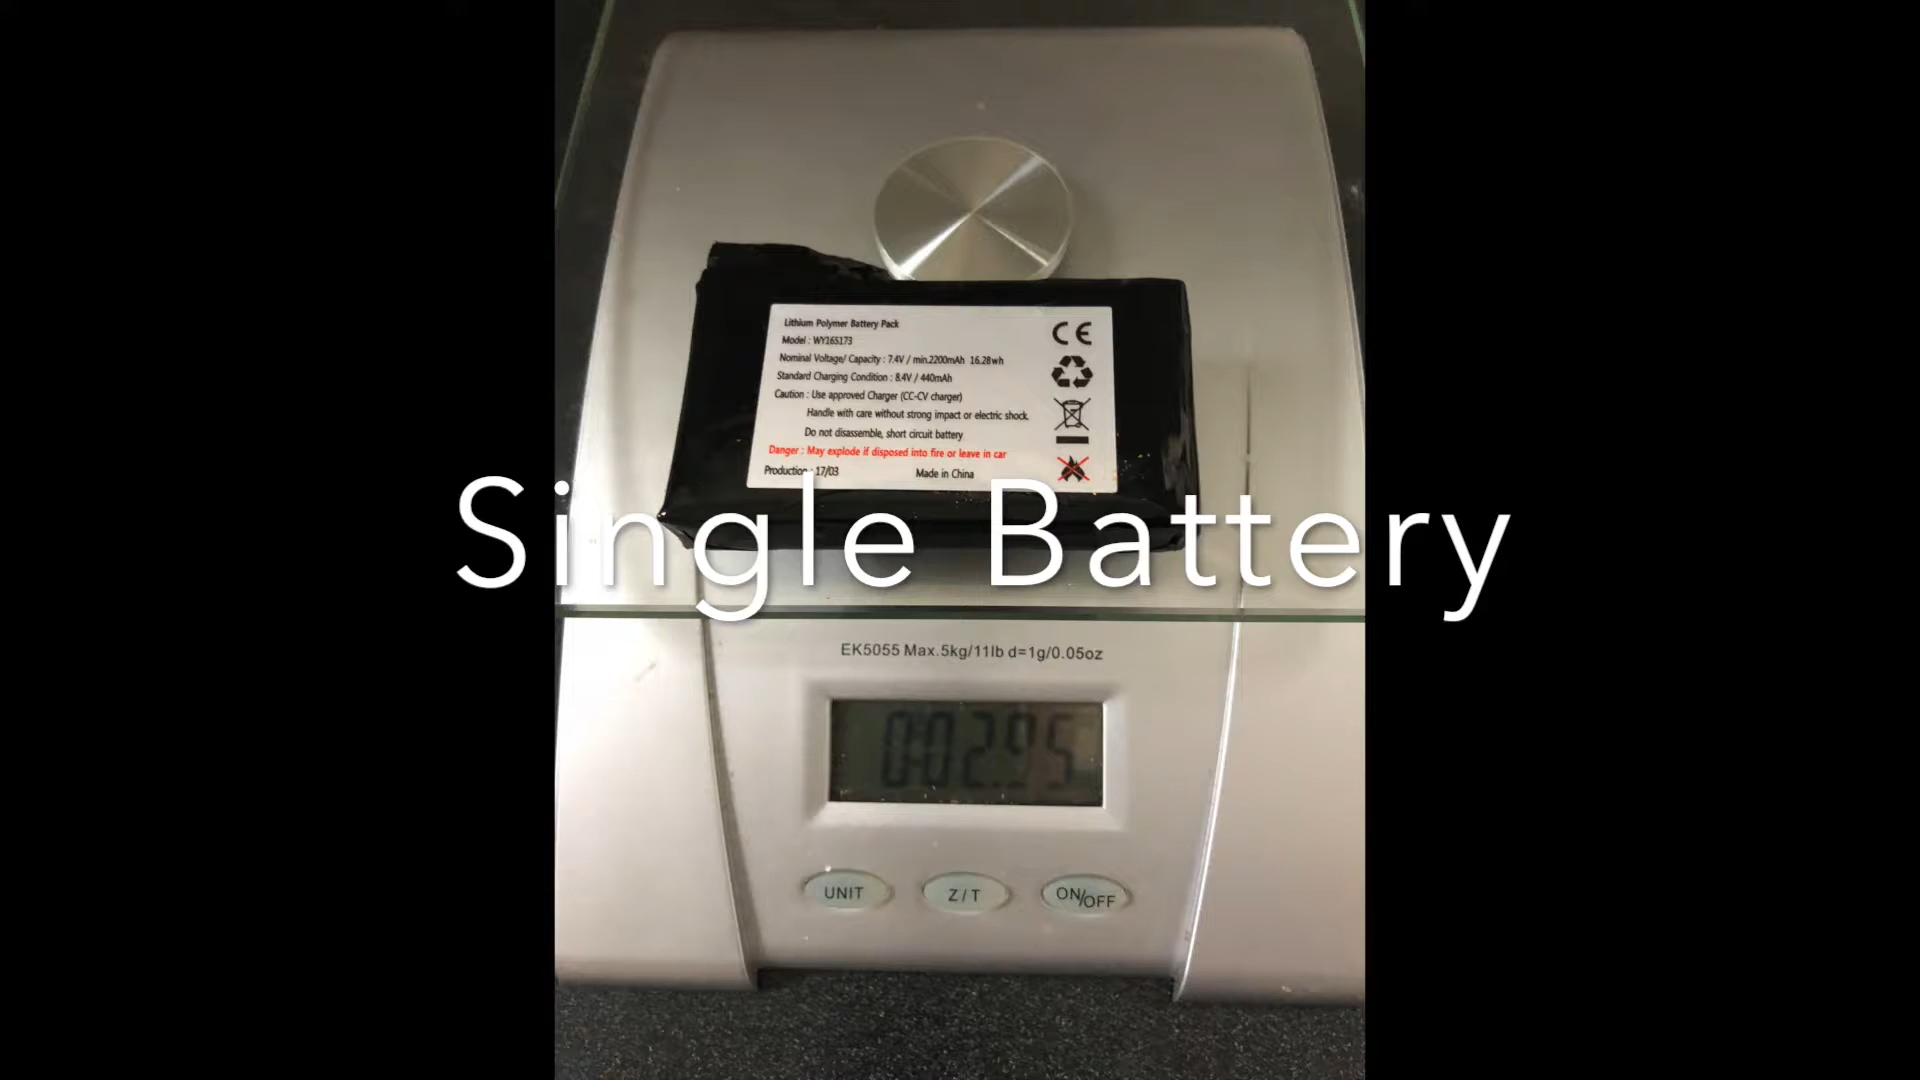 Lithium Polymer Battery Pack
Model : WY165173
Nominal Voltage/ Capacity : 7.4V / min.2200mAh 16.28wh
Standard Charging Condition : 8.4V / 440mAh
Caution : Use approved Charger (CC-CV charger)
Handle with care without strong impact or electric shock.
Do not disassemble, short circuit battery
Danger : May explode if disposed into fire or leave in car
Production : 17/03 Made in China
CE
Single Battery
EK5055 Max.5kg/11lb d=1g/0.05oz
0:02.95
UNIT Z/T ON/OFF